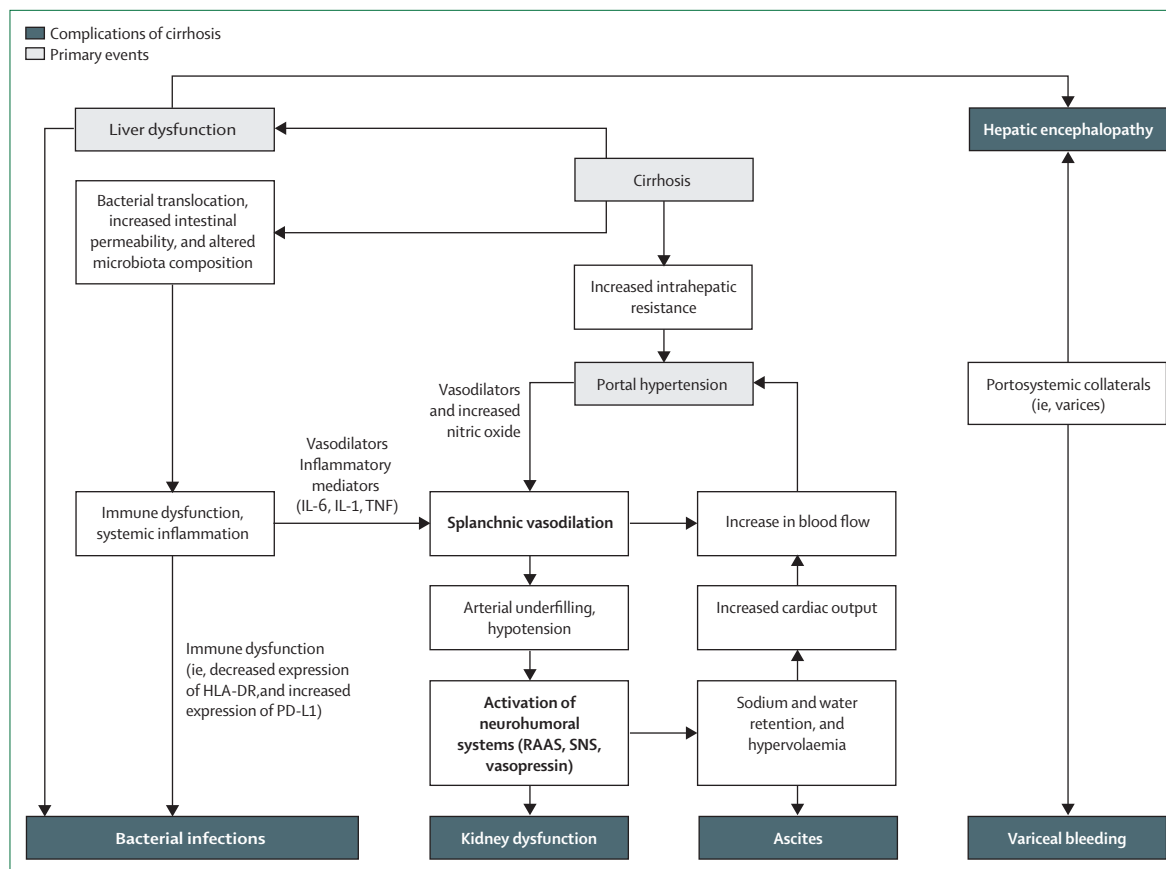 Complications of cirrhosis
Primary events
Liver dysfunction
Hepatic encephalopathy
Cirrhosis
Bacterial translocation,
increased intestinal
permeability, and altered
microbiota composition
Increased intrahepatic
resistance
Portal hypertension
Portosystemic collaterals
(ie, varices)
Vasodilators
and increased
nitric oxide
Vasodilators
Inflammatory
mediators
(IL-6, IL-1, TNF)
Immune dysfunction,
systemic inflammation
Splanchnic vasodilation
Increase in blood flow
Arterial underfilling,
hypotension
Increased cardiac output
Immune dysfunction
(ie, decreased expression
of HLA-DR,and increased
expression of PD-L1)
Activation of
neurohumoral
systems (RAAS, SNS,
vasopressin)
Sodium and water
retention, and
hypervolaemia
Bacterial infections
Kidney dysfunction
Ascites
Variceal bleeding